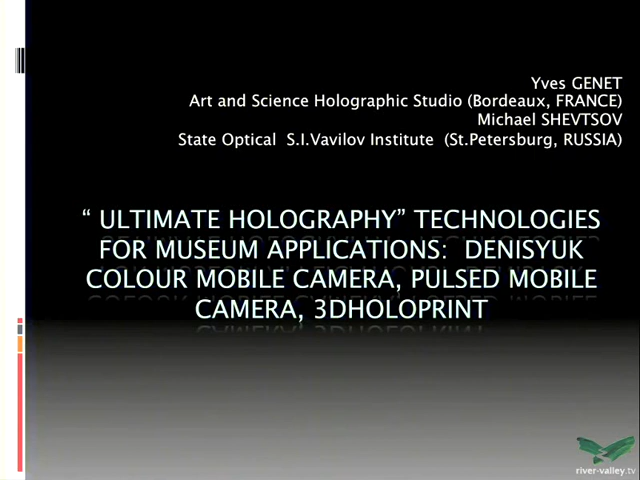 Yves GENET
Art and Science Holographic Studio (Bordeaux, FRANCE)
Michael SHEVTSOV
State Optical S.I.Vavilov Institute (St.Petersburg, RUSSIA)
“ ULTIMATE HOLOGRAPHY” TECHNOLOGIES
FOR MUSEUM APPLICATIONS: DENISYUK
COLOUR MOBILE CAMERA, PULSED MOBILE
CAMERA, 3DHOLOPRINT
river-valley.tv